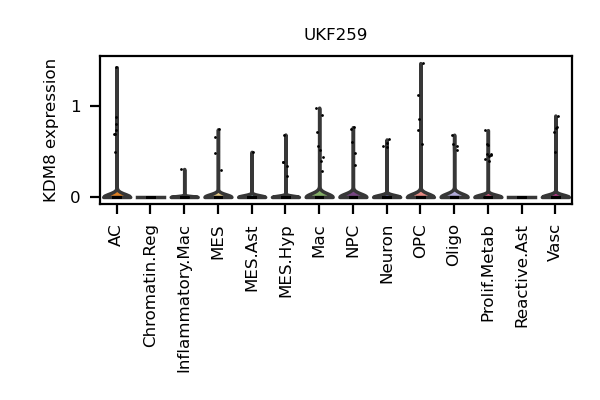 UKF259
KDM8 expression
1
0
AC
Chromatin.Reg
Inflammatory.Mac
MES
MES.Ast
MES.Hyp
Mac
NPC
Neuron
OPC
Oligo
Prolif.Metab
Reactive.Ast
Vasc